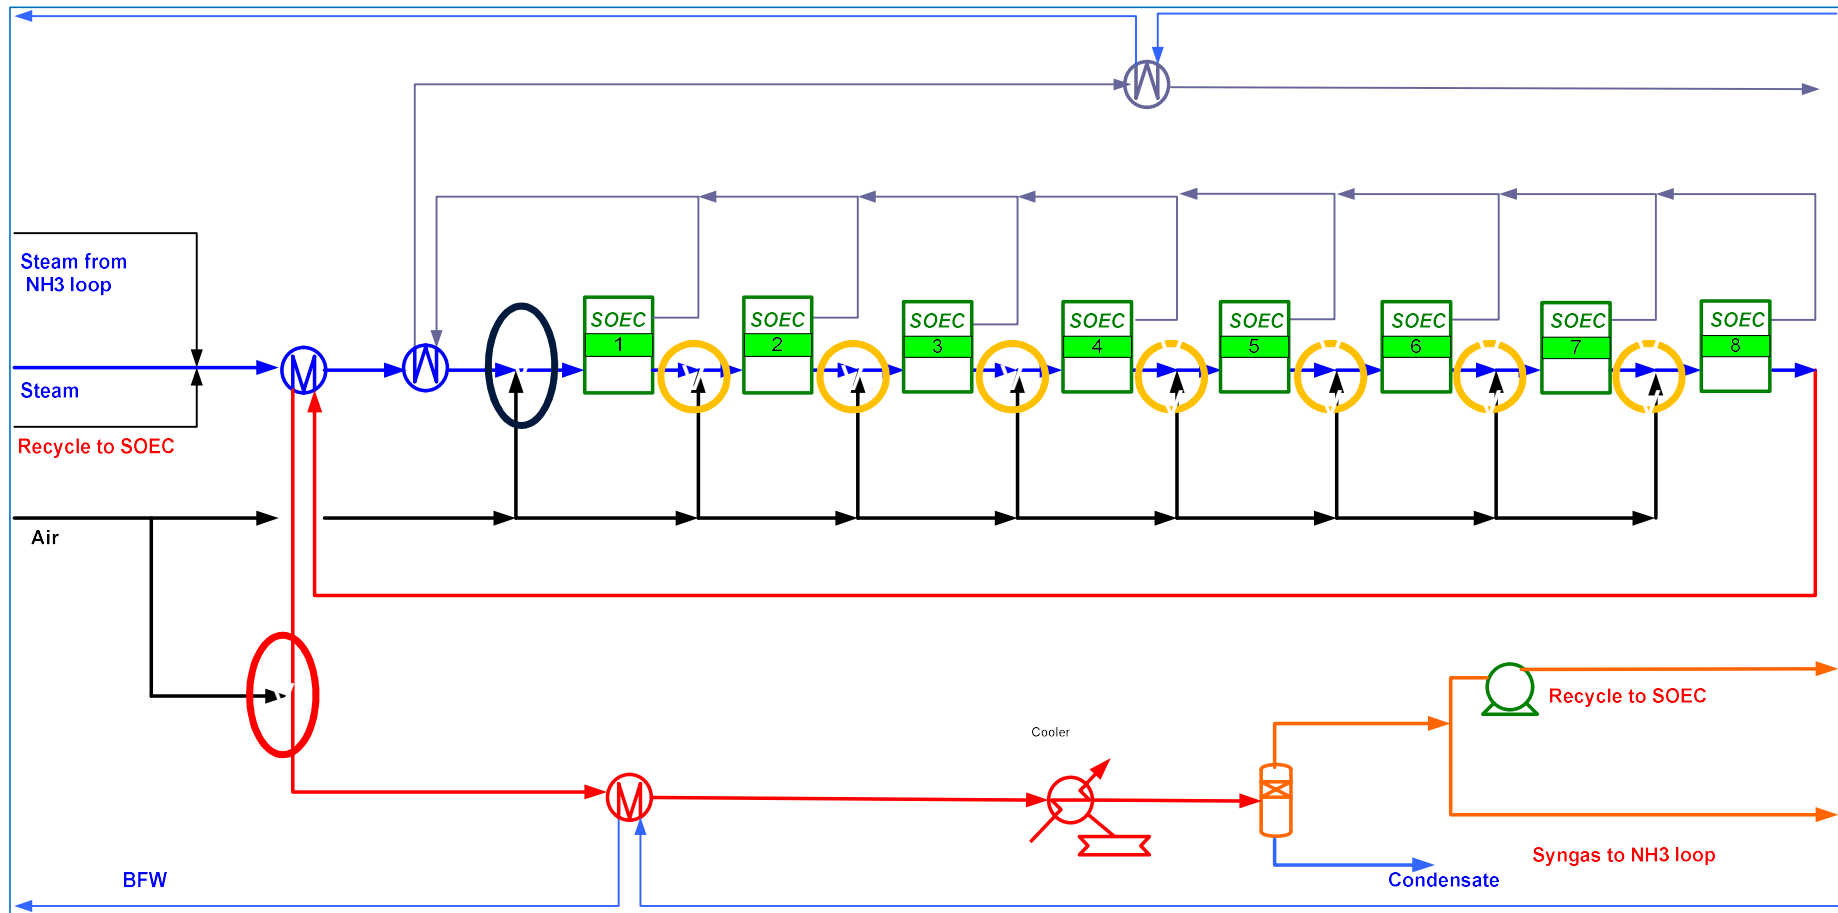 Steam from
NH3 loop
SOEC
1
SOEC
2
SOEC
3
SOEC
4
SOEC
5
SOEC
6
SOEC
7
SOEC
8
Steam
Recycle to SOEC
Air
Cooler
Recycle to SOEC
Syngas to NH3 loop
BFW
Condensate